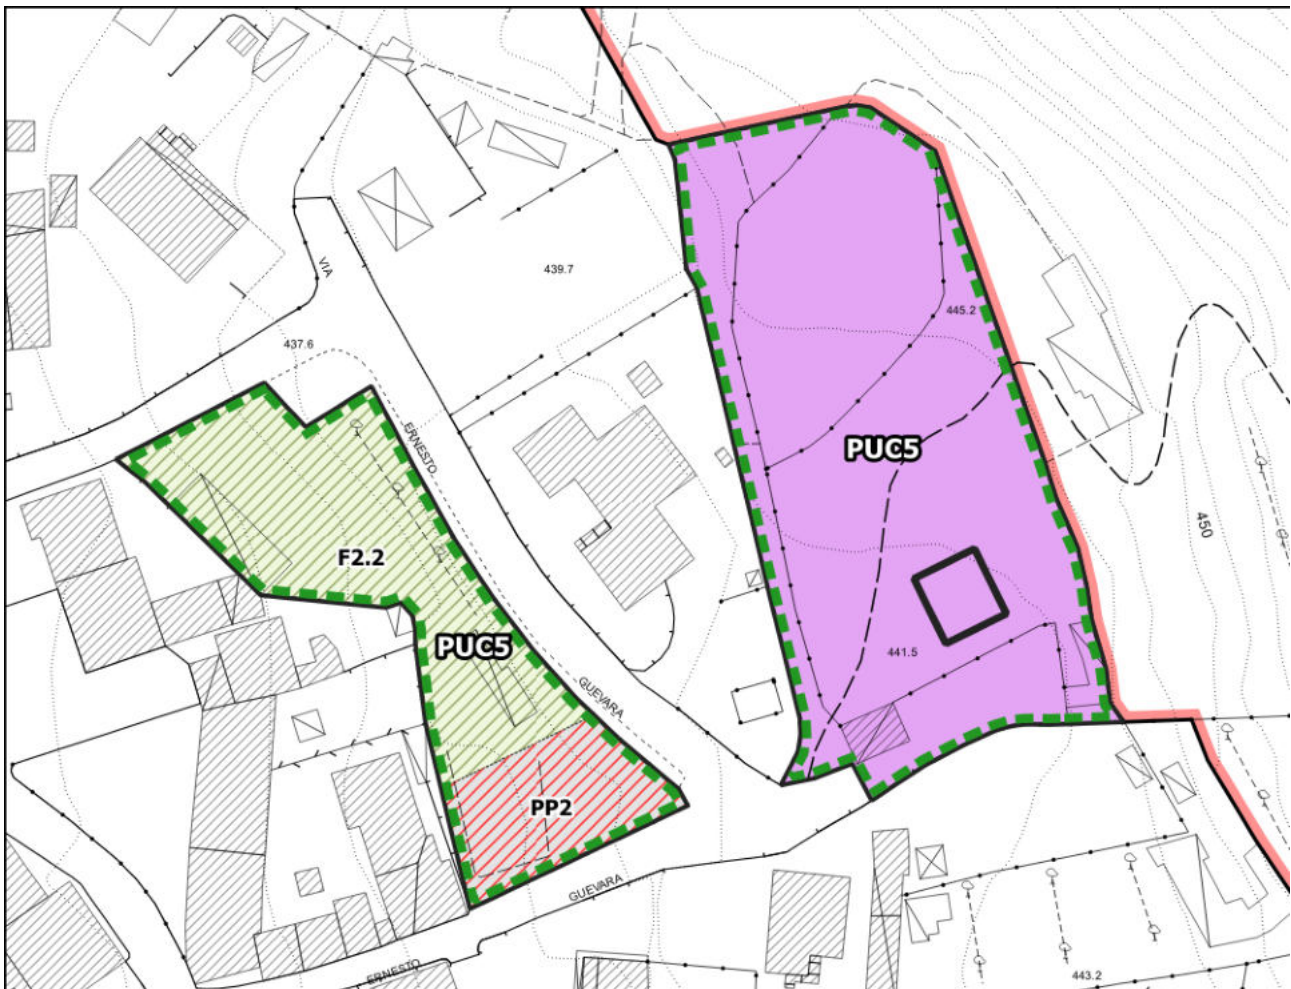 VIA
439.7
445.2
437.6
ERNESTO
PUC5
450
F2.2
PUC5
441.5
GUEVARA
PP2
GUEVARA
ERNESTO
443.2